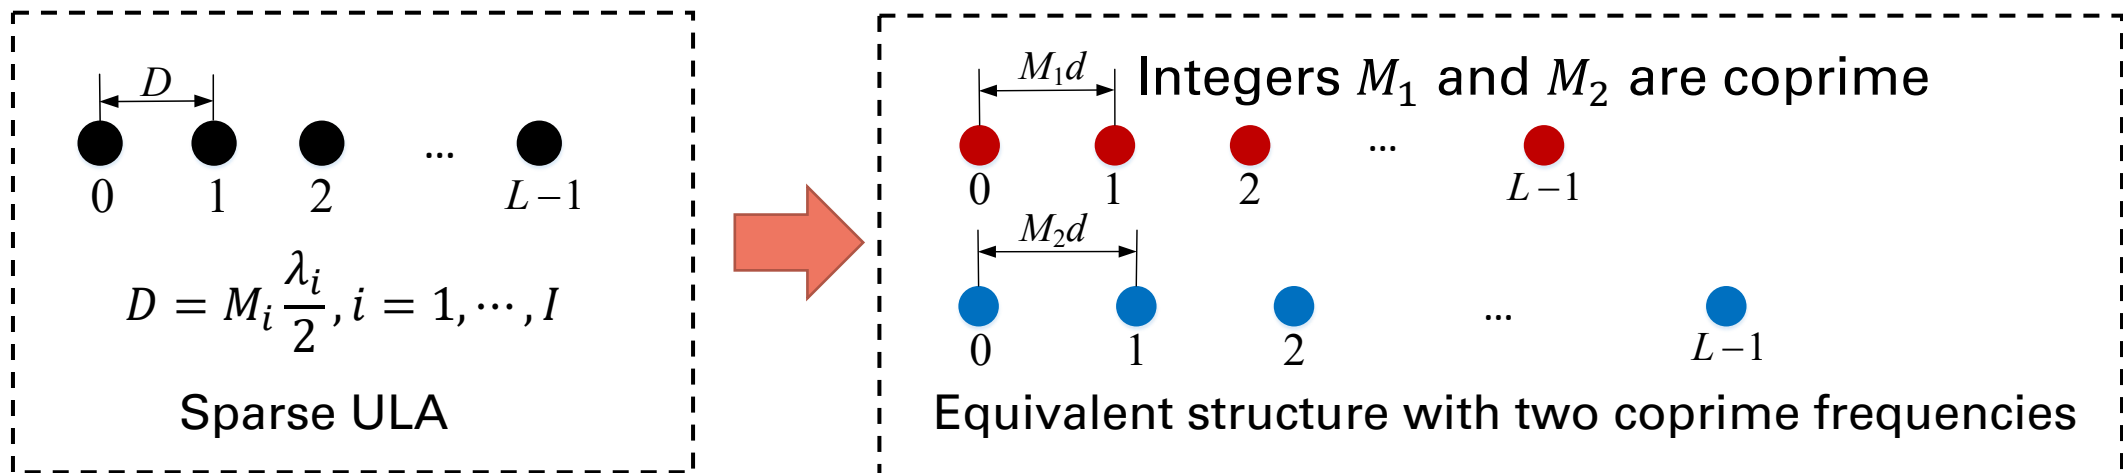 D
0 1 2 ... L−1
D = M_i λ_i/2, i = 1, ⋯, I
Sparse ULA
M₁d
Integers M₁ and M₂ are coprime
0 1 2 ... L−1
M₂d
0 1 2 ... L−1
Equivalent structure with two coprime frequencies